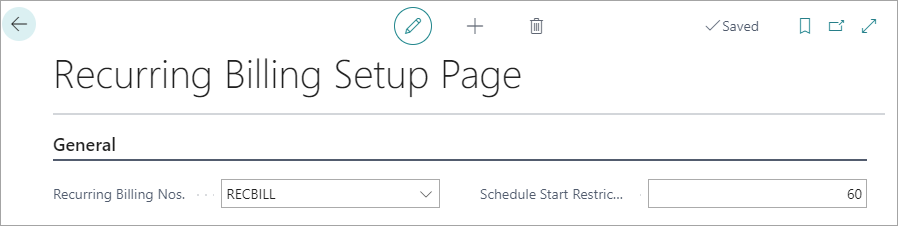 Saved
Recurring Billing Setup Page
General
Recurring Billing Nos. RECBILL Schedule Start Restric... 60